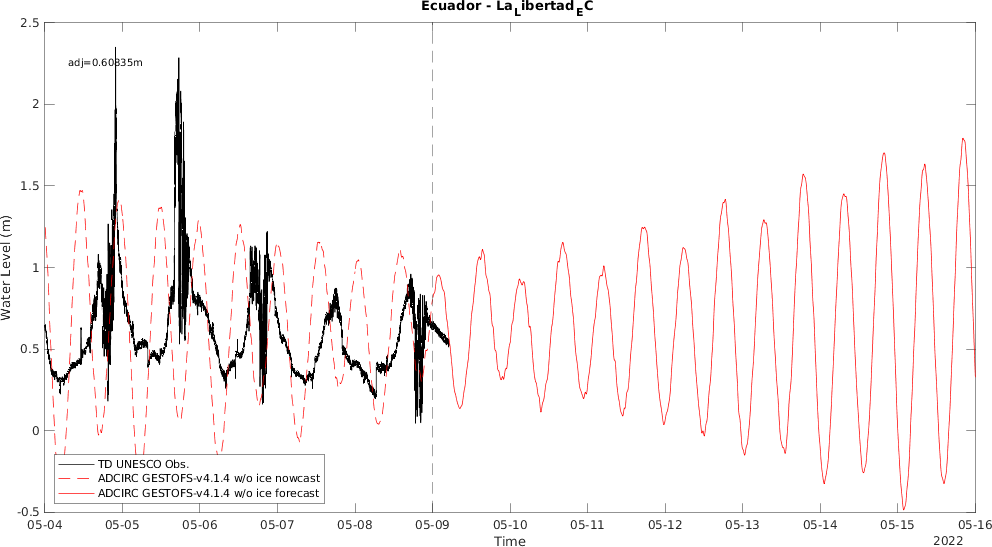 Ecuador - LaLibertadEC
adj=0.60835m
Water Level (m)
2.5
2
1.5
1
0.5
0
-0.5
TD UNESCO Obs.
ADCIRC GESTOFS-v4.1.4 w/o ice nowcast
ADCIRC GESTOFS-v4.1.4 w/o ice forecast
05-04 05-05 05-06 05-07 05-08 05-09 05-10 05-11 05-12 05-13 05-14 05-15 05-16
Time
2022